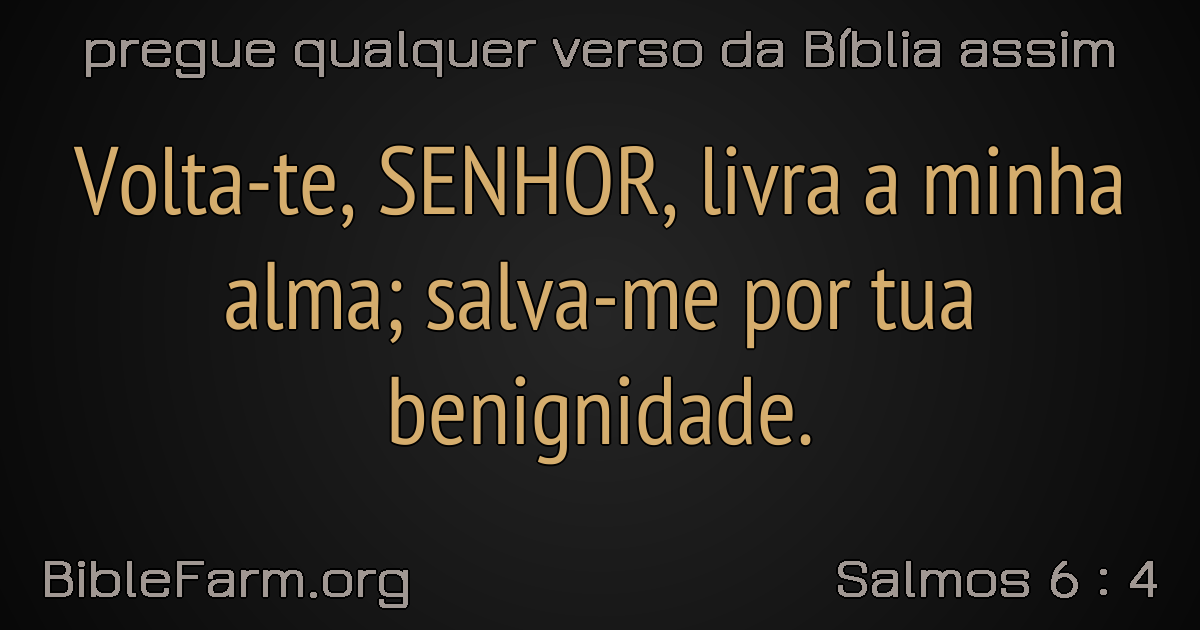 pregue qualquer verso da Bíblia assim
Volta-te, SENHOR, livra a minha
alma; salva-me por tua
benignidade.
BibleFarm.org
Salmos 6 : 4